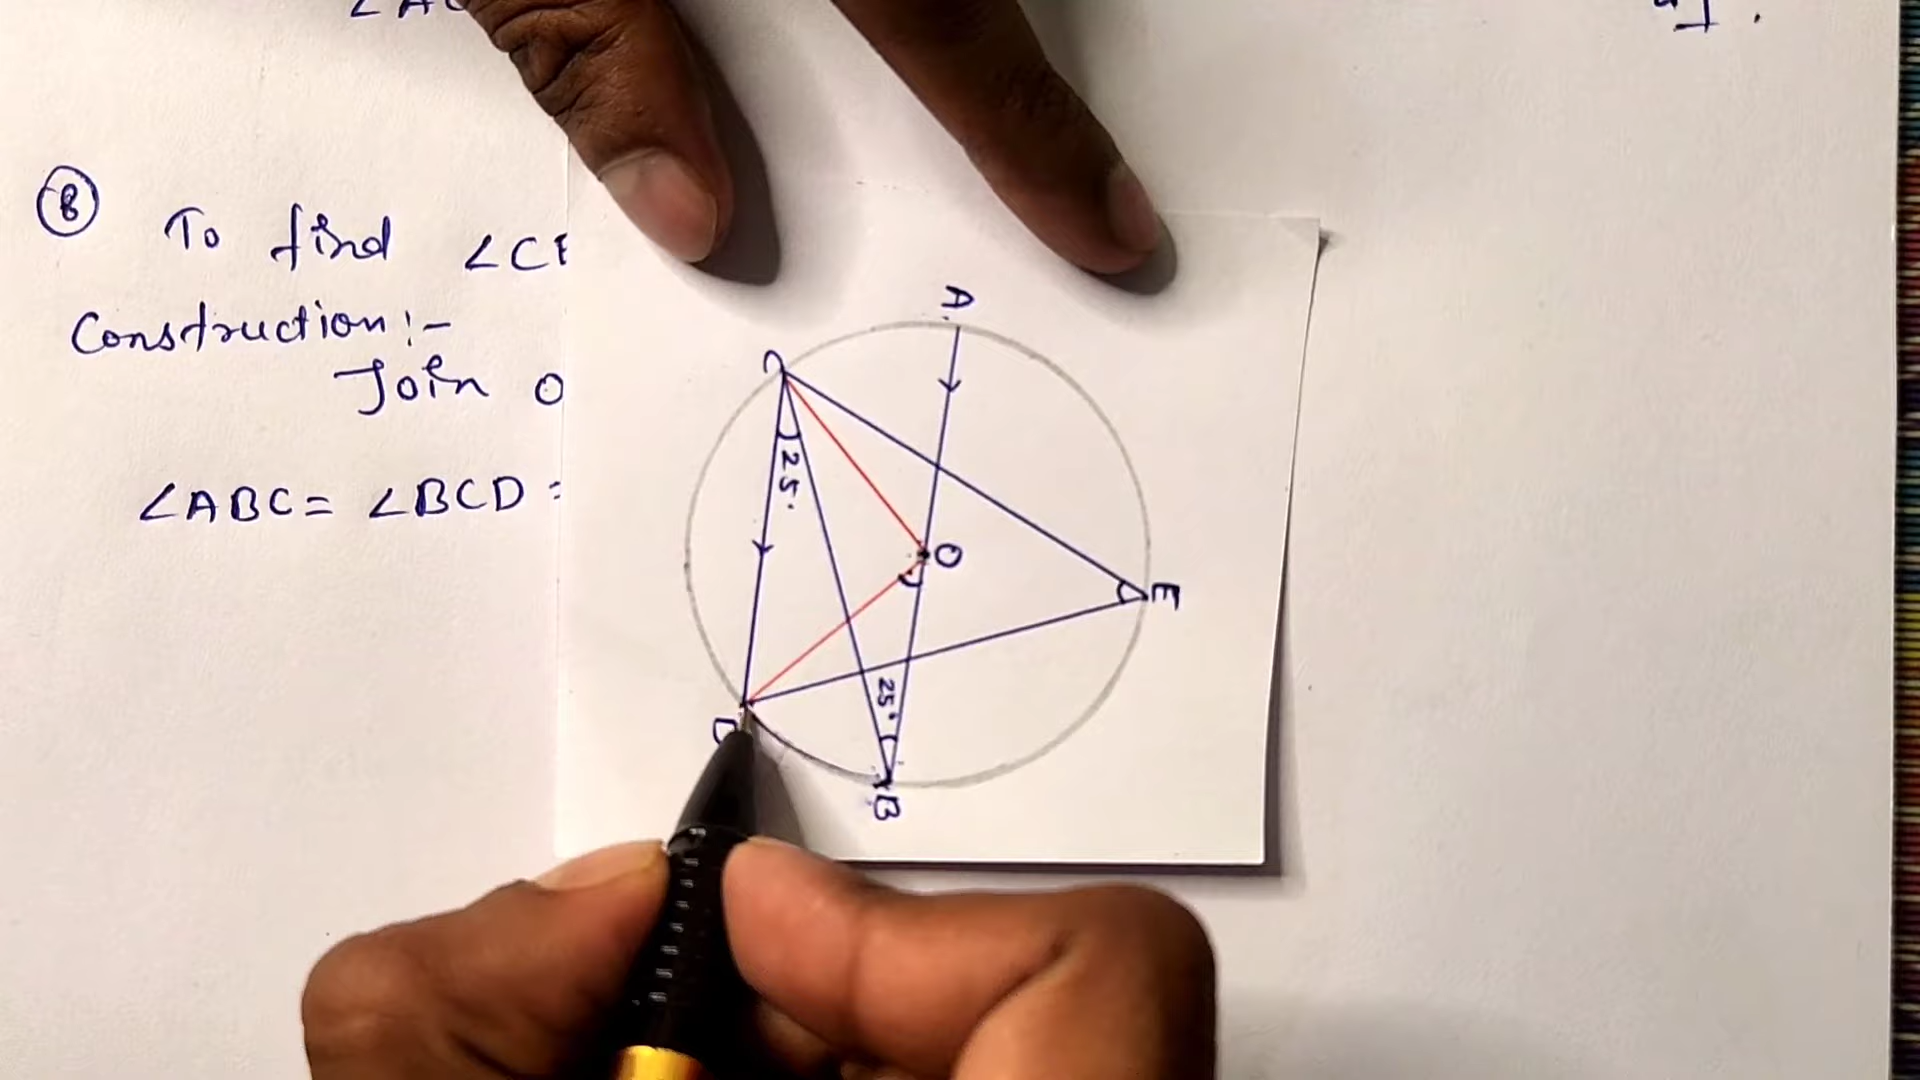 ⑧ To find ∠CE
Construction:-
Join O
∠ABC = ∠BCD =
A
C
25°
O
E
25°
D
B